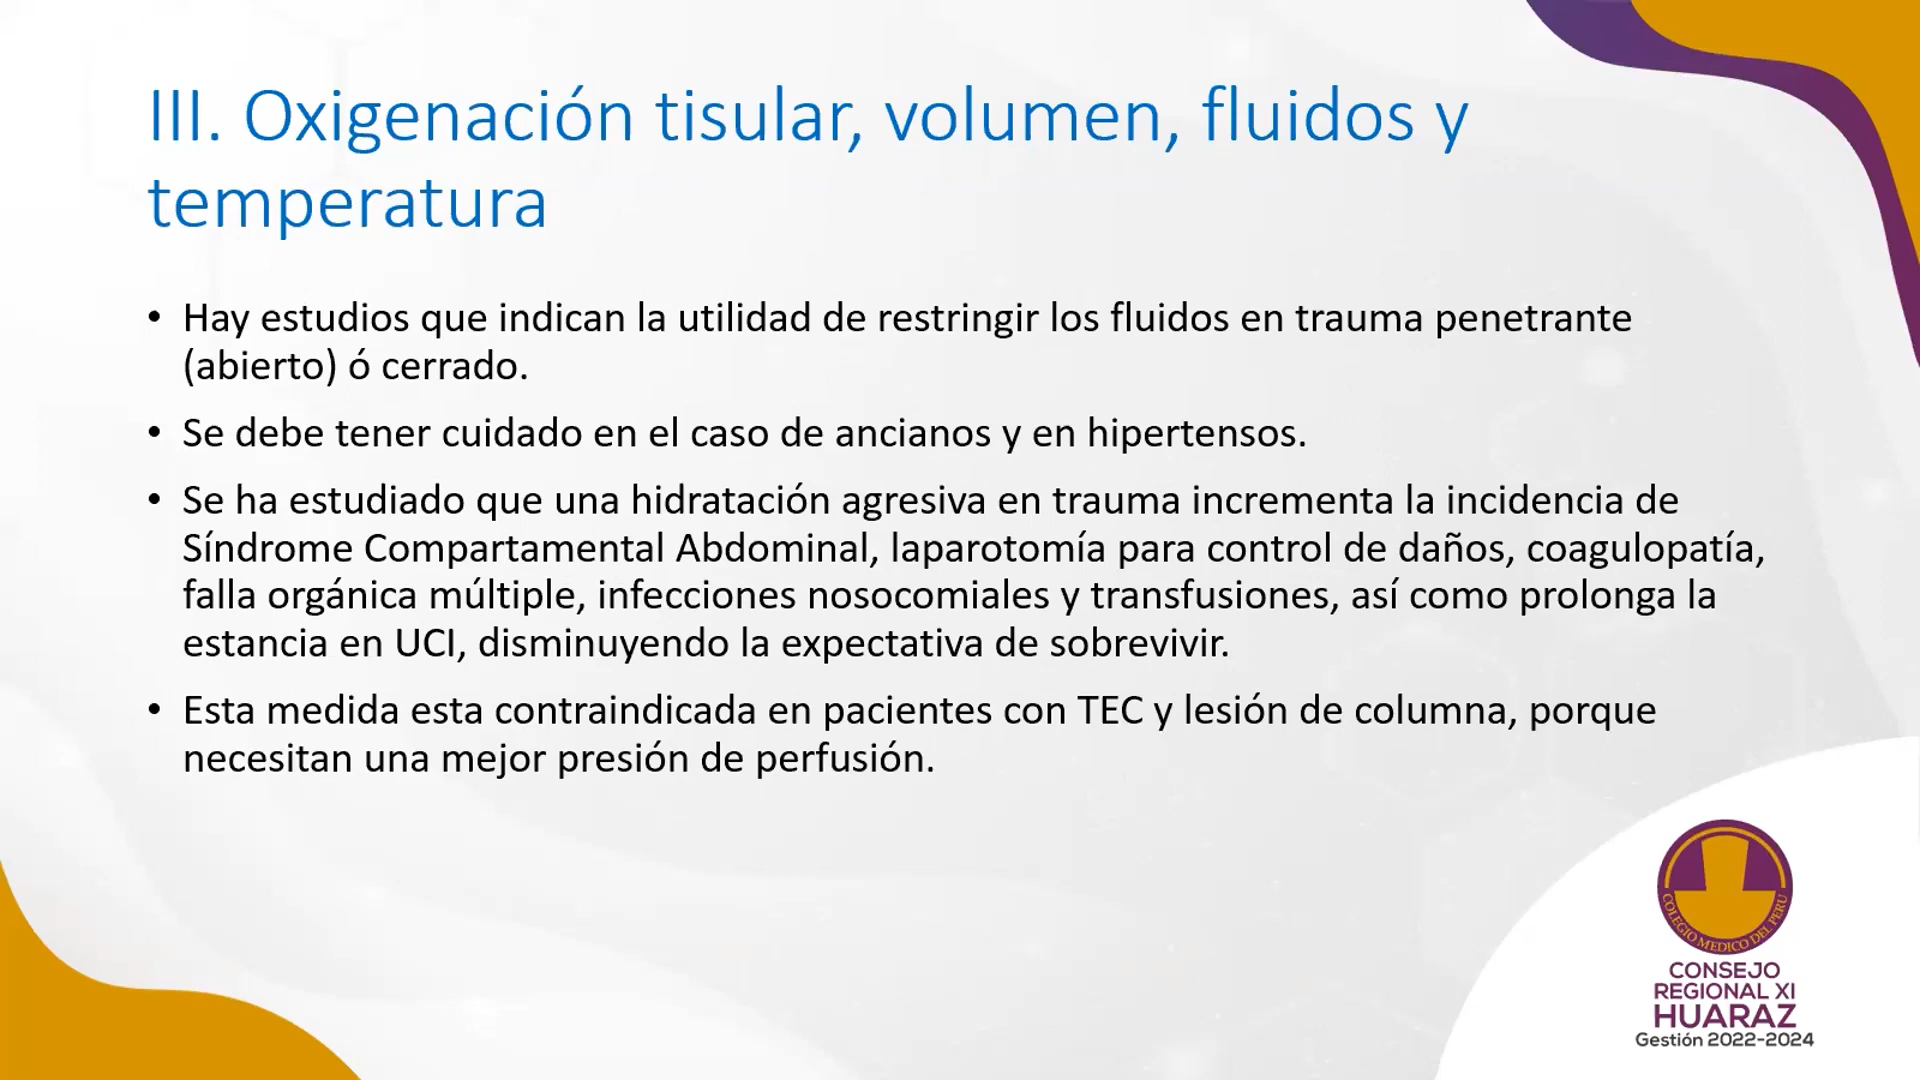 III. Oxigenación tisular, volumen, fluidos y
temperatura
• Hay estudios que indican la utilidad de restringir los fluidos en trauma penetrante
(abierto) ó cerrado.
• Se debe tener cuidado en el caso de ancianos y en hipertensos.
• Se ha estudiado que una hidratación agresiva en trauma incrementa la incidencia de
Síndrome Compartamental Abdominal, laparotomía para control de daños, coagulopatía,
falla orgánica múltiple, infecciones nosocomiales y transfusiones, así como prolonga la
estancia en UCI, disminuyendo la expectativa de sobrevivir.
• Esta medida esta contraindicada en pacientes con TEC y lesión de columna, porque
necesitan una mejor presión de perfusión.
COLEGIO MEDICO DEL PERU
CONSEJO
REGIONAL XI
HUARAZ
Gestión 2022-2024